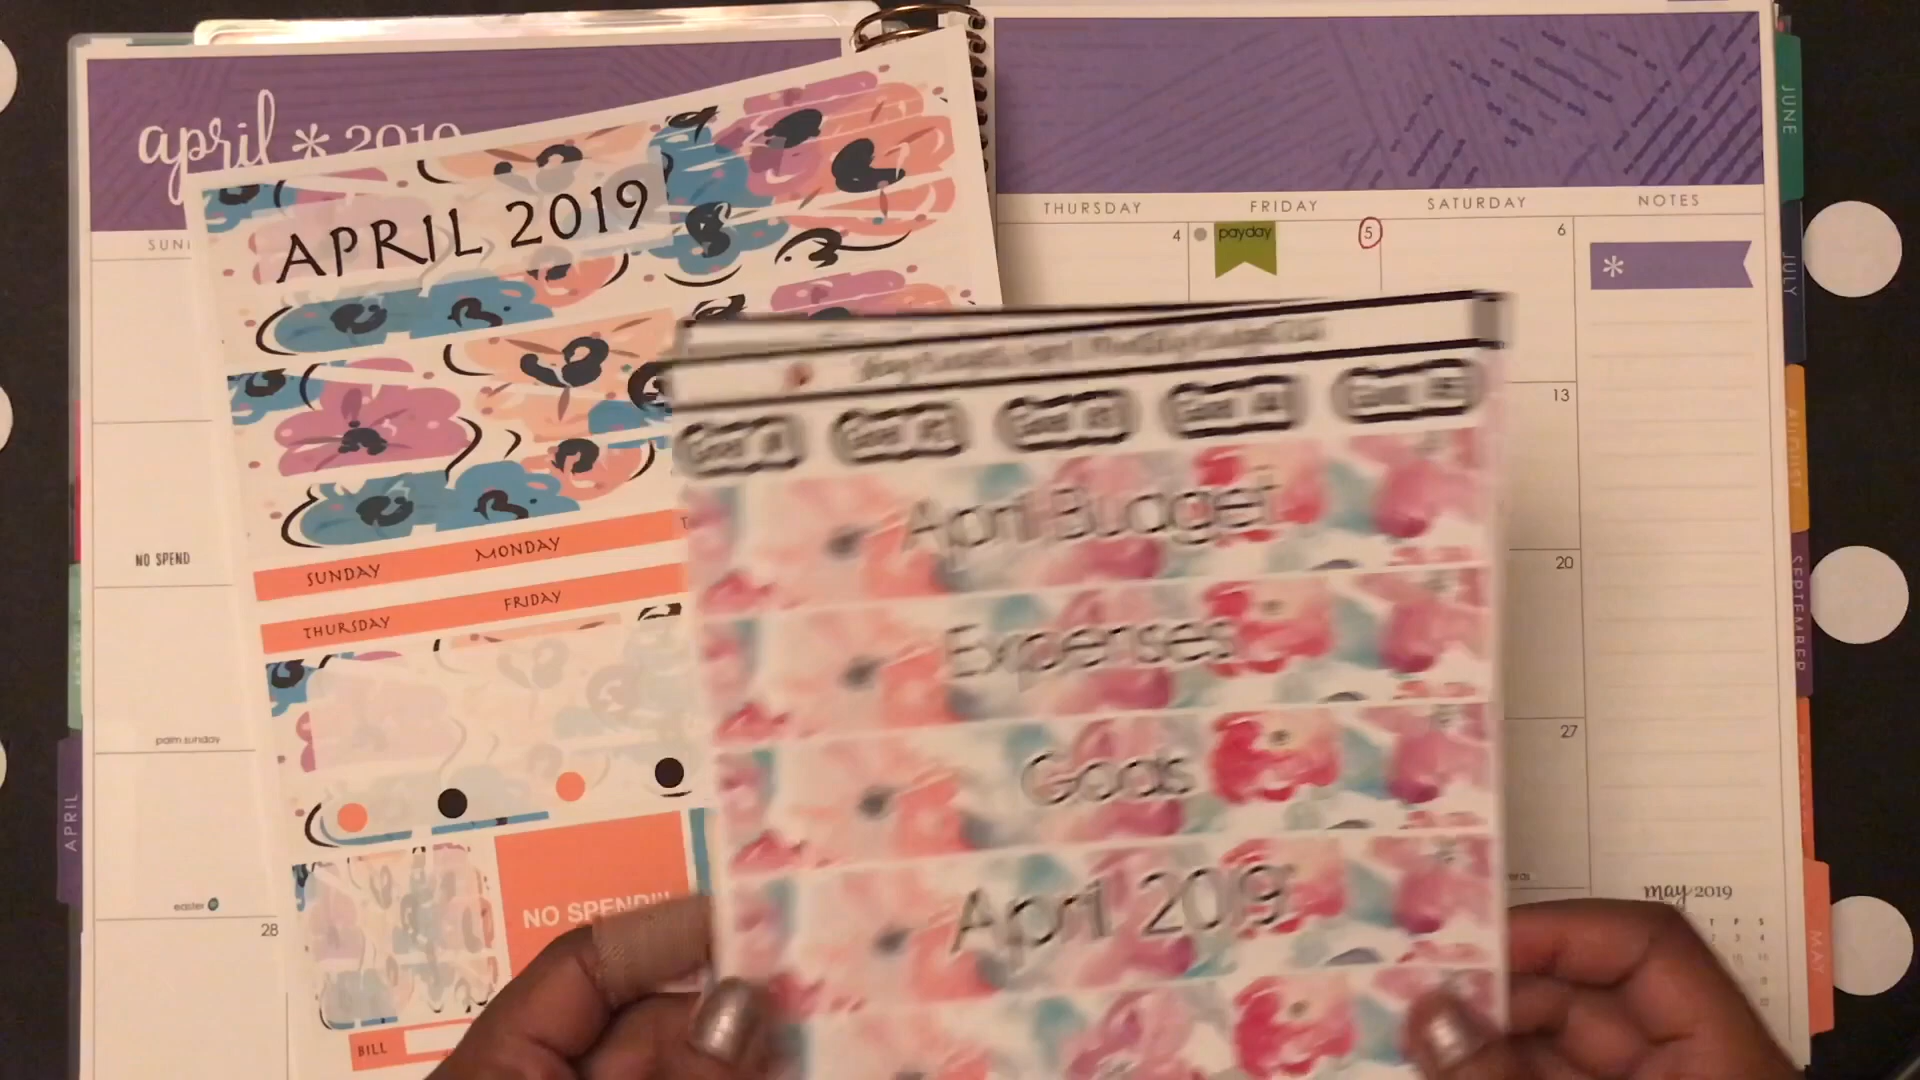 april * 2019
APRIL 2019
SUNDAY MONDAY
THURSDAY FRIDAY
NO SPEND!!!
BILL
SUN
NO SPEND
palm sunday
easter
28
APRIL
April Budget
Expenses
Goals
April 2019
THURSDAY FRIDAY SATURDAY NOTES
4 payday 5 6
*
13
20
27
may 2019
T F S
JUNE
JULY
AUGUST
SEPTEMBER
MAY